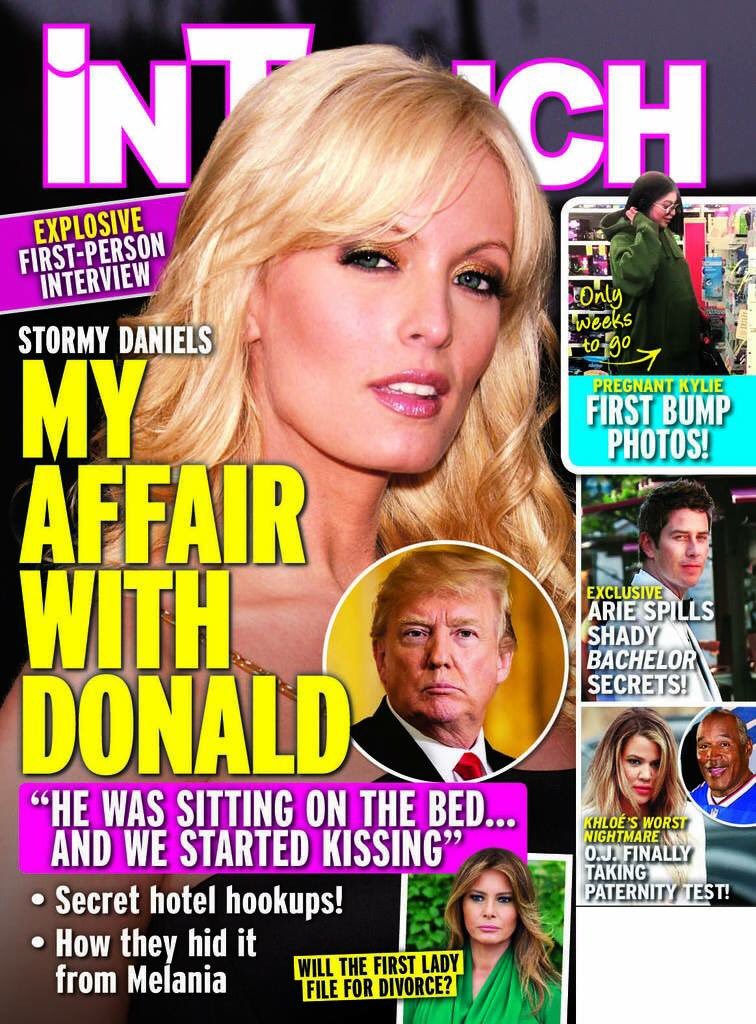 INTOUCH
EXPLOSIVE
FIRST-PERSON
INTERVIEW
STORMY DANIELS
MY
AFFAIR
WITH
DONALD
“HE WAS SITTING ON THE BED...
AND WE STARTED KISSING”
• Secret hotel hookups!
• How they hid it
from Melania
WILL THE FIRST LADY
FILE FOR DIVORCE?
Only
weeks
to go
PREGNANT KYLIE
FIRST BUMP
PHOTOS!
EXCLUSIVE
ARIE SPILLS
SHADY
BACHELOR
SECRETS!
KHLOÉ'S WORST
NIGHTMARE
O.J. FINALLY
TAKING
PATERNITY TEST!